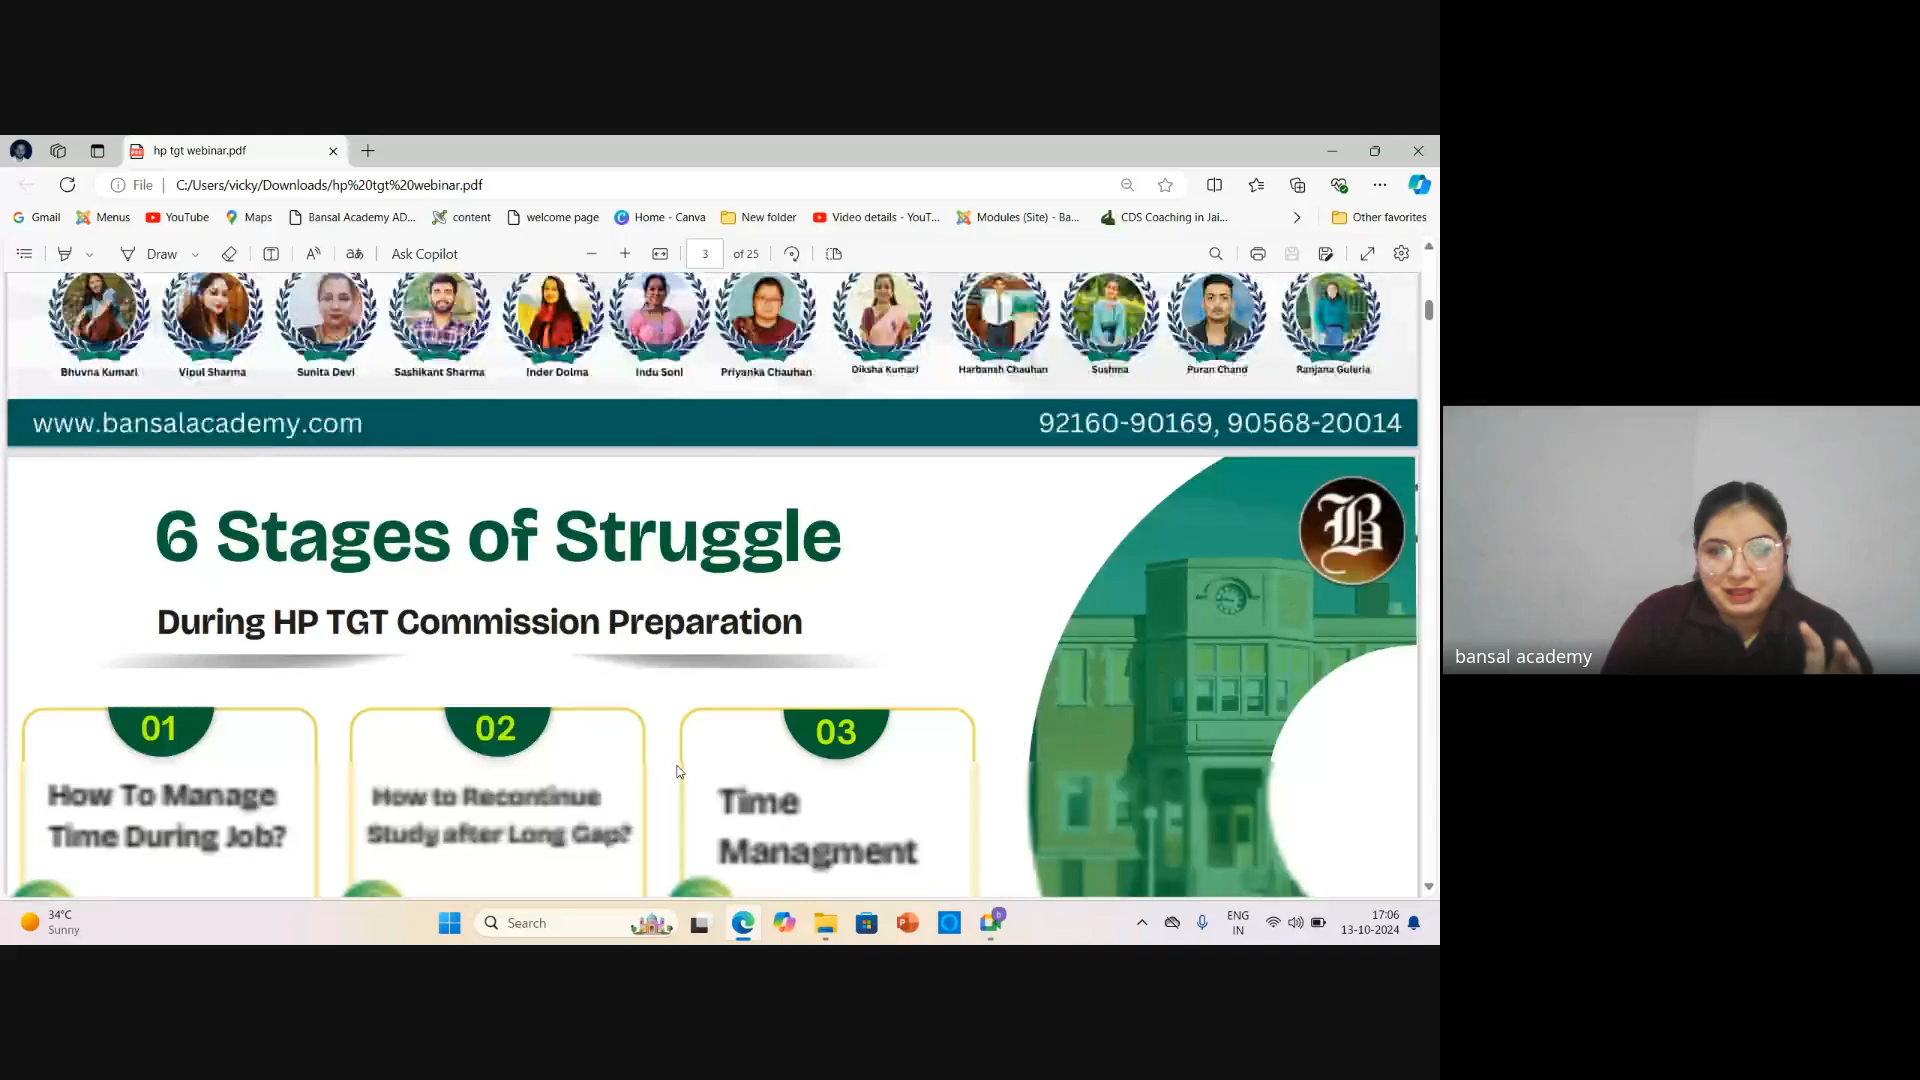 hp tgt webinar.pdf
File
C:/Users/vicky/Downloads/hp%20tgt%20webinar.pdf
Gmail
Menus
YouTube
Maps
Bansal Academy AD...
content
welcome page
Home - Canva
New folder
Video details - YouT...
Modules (Site) - Ba...
CDS Coaching in Jai...
Other favorites
Draw
Ask Copilot
3
of 25
Bhuvna Kumari
Vipul Sharma
Sunita Devi
Sashikant Sharma
Inder Dolma
Indu Soni
Priyanka Chauhan
Diksha Kumari
Harbansh Chauhan
Sushma
Puran Chand
Ranjana Guleria
www.bansalacademy.com
92160-90169, 90568-20014
6 Stages of Struggle
B
During HP TGT Commission Preparation
01
02
03
How To Manage
Time During Job?
How to Recontinue
Study after Long Gap?
Time
Managment
bansal academy
34°C
Sunny
Search
ENG
IN
17:06
13-10-2024